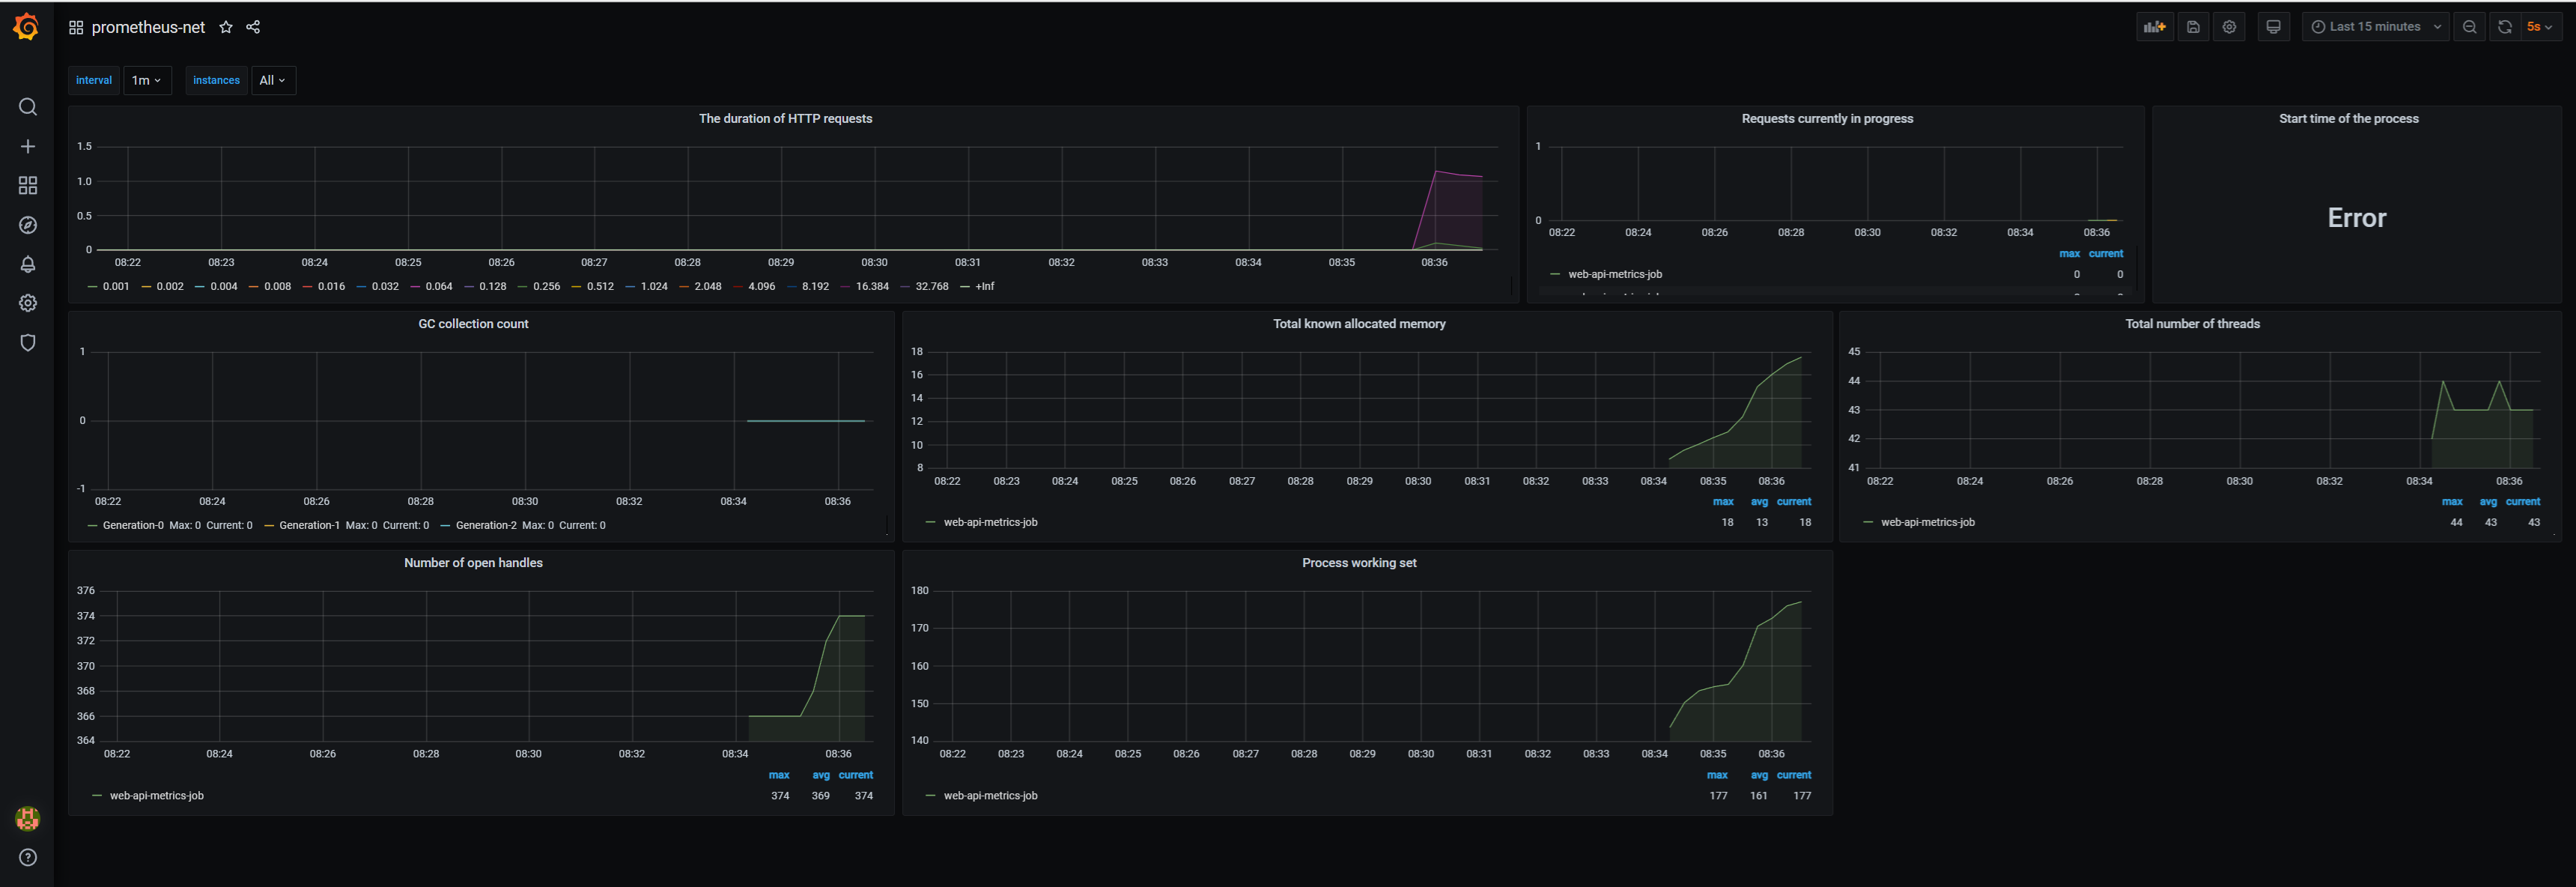 prometheus-net
Last 15 minutes 5s
interval 1m instances All
The duration of HTTP requests
1.5
1.0
0.5
0
08:22 08:23 08:24 08:25 08:26 08:27 08:28 08:29 08:30 08:31 08:32 08:33 08:34 08:35 08:36
0.001 0.002 0.004 0.008 0.016 0.032 0.064 0.128 0.256 0.512 1.024 2.048 4.096 8.192 16.384 32.768 +Inf
Requests currently in progress
1
0
08:22 08:24 08:26 08:28 08:30 08:32 08:34 08:36
max current
web-api-metrics-job 0 0
Start time of the process
Error
GC collection count
1
0
-1
08:22 08:24 08:26 08:28 08:30 08:32 08:34 08:36
Generation-0 Max: 0 Current: 0 Generation-1 Max: 0 Current: 0 Generation-2 Max: 0 Current: 0
Total known allocated memory
18
16
14
12
10
8
08:22 08:23 08:24 08:25 08:26 08:27 08:28 08:29 08:30 08:31 08:32 08:33 08:34 08:35 08:36
max avg current
web-api-metrics-job 18 13 18
Total number of threads
45
44
43
42
41
08:22 08:24 08:26 08:28 08:30 08:32 08:34 08:36
max avg current
web-api-metrics-job 44 43 43
Number of open handles
376
374
372
370
368
366
364
08:22 08:24 08:26 08:28 08:30 08:32 08:34 08:36
max avg current
web-api-metrics-job 374 369 374
Process working set
180
170
160
150
140
08:22 08:23 08:24 08:25 08:26 08:27 08:28 08:29 08:30 08:31 08:32 08:33 08:34 08:35 08:36
max avg current
web-api-metrics-job 177 161 177